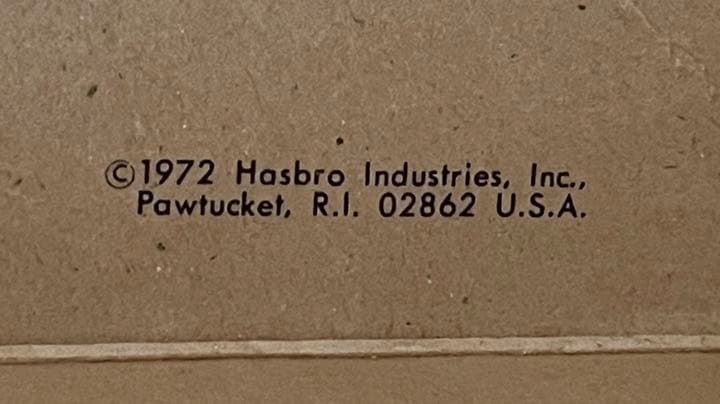 ©1972 Hasbro Industries, Inc.,
Pawtucket, R.I. 02862 U.S.A.